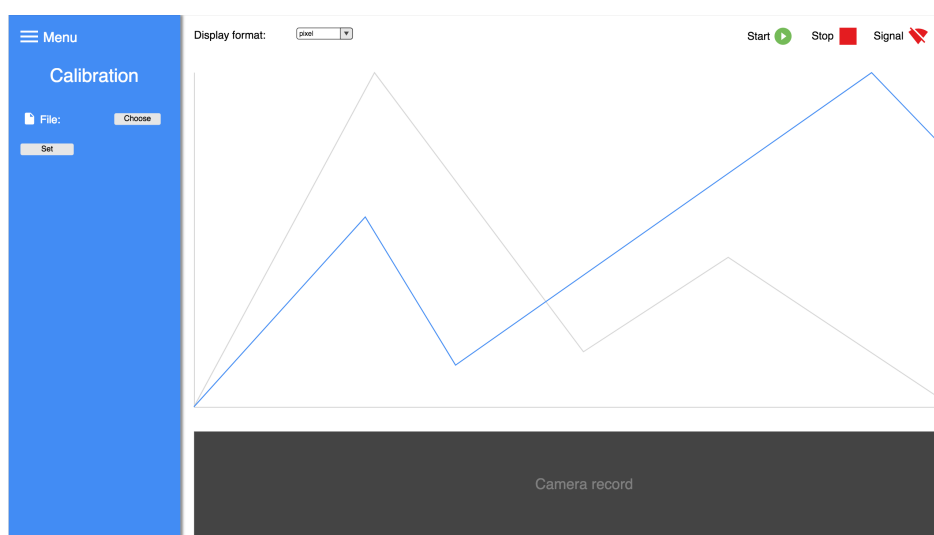 Menu
Calibration
File:
Choose
Set
Display format:
pixel
Start
Stop
Signal
Camera record